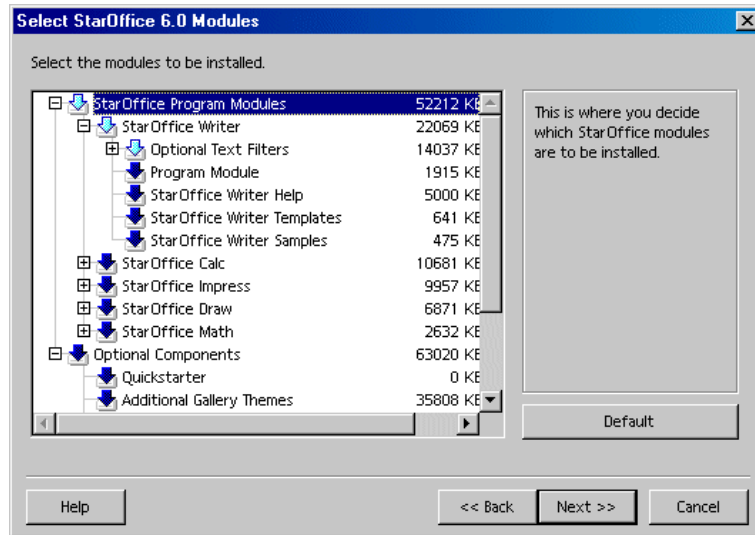 Select StarOffice 6.0 Modules
Select the modules to be installed.
StarOffice Program Modules 52212 KB
StarOffice Writer 22069 KB
Optional Text Filters 14037 KB
Program Module 1915 KB
StarOffice Writer Help 5000 KB
StarOffice Writer Templates 641 KB
StarOffice Writer Samples 475 KB
StarOffice Calc 10681 KB
StarOffice Impress 9957 KB
StarOffice Draw 6871 KB
StarOffice Math 2632 KB
Optional Components 63020 KB
Quickstarter 0 KB
Additional Gallery Themes 35808 KB
This is where you decide
which StarOffice modules
are to be installed.
Default
Help
<< Back
Next >>
Cancel